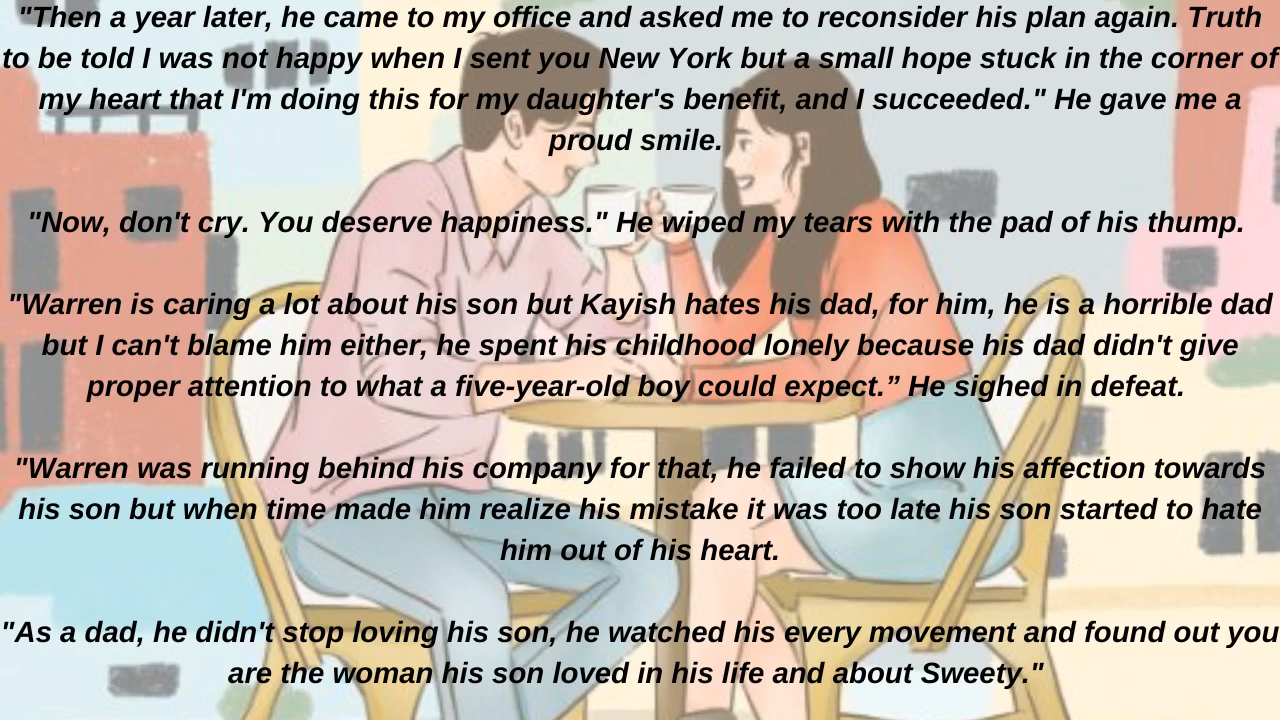 "Then a year later, he came to my office and asked me to reconsider his plan again. Truth
to be told I was not happy when I sent you New York but a small hope stuck in the corner of
my heart that I'm doing this for my daughter's benefit, and I succeeded." He gave me a
proud smile.
"Now, don't cry. You deserve happiness." He wiped my tears with the pad of his thump.
"Warren is caring a lot about his son but Kayish hates his dad, for him, he is a horrible dad
but I can't blame him either, he spent his childhood lonely because his dad didn't give
proper attention to what a five-year-old boy could expect.” He sighed in defeat.
"Warren was running behind his company for that, he failed to show his affection towards
his son but when time made him realize his mistake it was too late his son started to hate
him out of his heart.
"As a dad, he didn't stop loving his son, he watched his every movement and found out you
are the woman his son loved in his life and about Sweety."